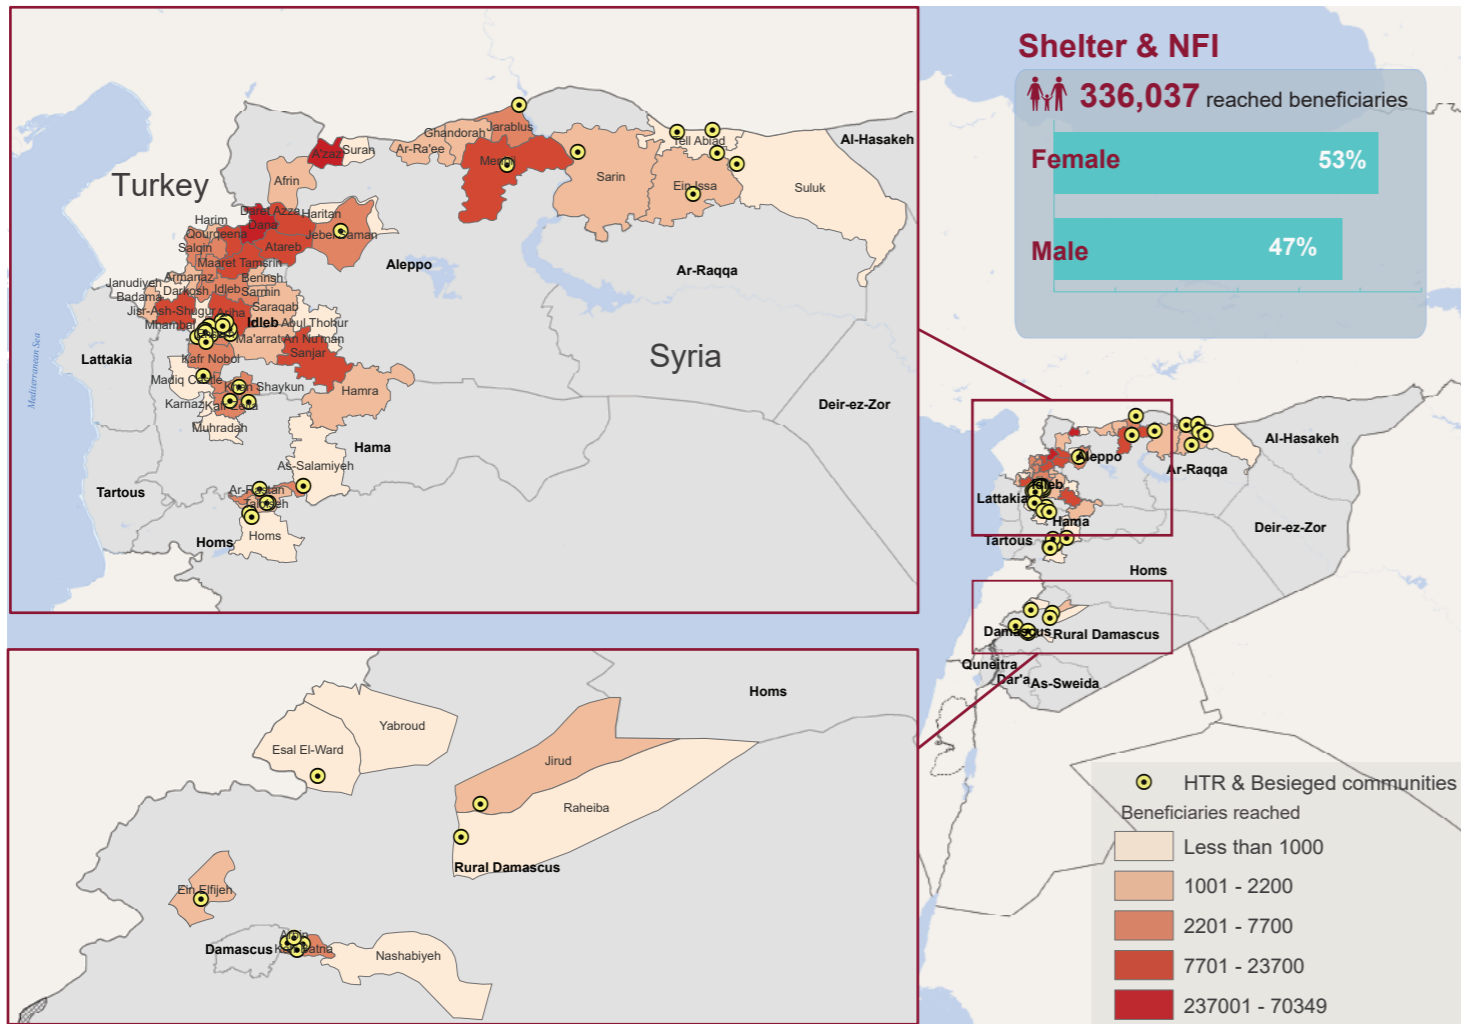 Shelter & NFI
336,037 reached beneficiaries
Female
53%
Male
47%
Turkey
Syria
Mediterranean Sea
A'zaz
Suran
Afrin
Ar-Ra'ee
Ghandorah
Jarablus
Menbij
Sarin
Tell Abiad
Ein Issa
Suluk
Al-Hasakeh
Daret Azza
Haritan
Harim
Dana
Qourqeena
Jebel Saman
Salqin
Atareb
Maaret Tamsrin
Aleppo
Ar-Raqqa
Armanaz
Bennsh
Janudiyeh
Darkosh
Idleb
Sarmin
Badama
Saraqab
Jisr-Ash-Shugur
Ariha
Mhambal
Idleb
Abul Thohur
Ma'arrat An Nu'man
Lattakia
Sanjar
Kafr Nobol
Madiq Castle
Khan Shaykun
Hamra
Karnaz
Kafr Zeita
Deir-ez-Zor
Muhradah
Hama
As-Salamiyeh
Tartous
Ar-Rastan
Talbiseh
Homs
Homs
Homs
Yabroud
Esal El-Ward
Jirud
Raheiba
Rural Damascus
Ein Elfijeh
Damascus
Nashabiyeh
Aleppo
Al-Hasakeh
Ar-Raqqa
Idleb
Lattakia
Hama
Deir-ez-Zor
Tartous
Homs
Damascus
Rural Damascus
Quneitra
Dar'a
As-Sweida
HTR & Besieged communities
Beneficiaries reached
Less than 1000
1001 - 2200
2201 - 7700
7701 - 23700
237001 - 70349